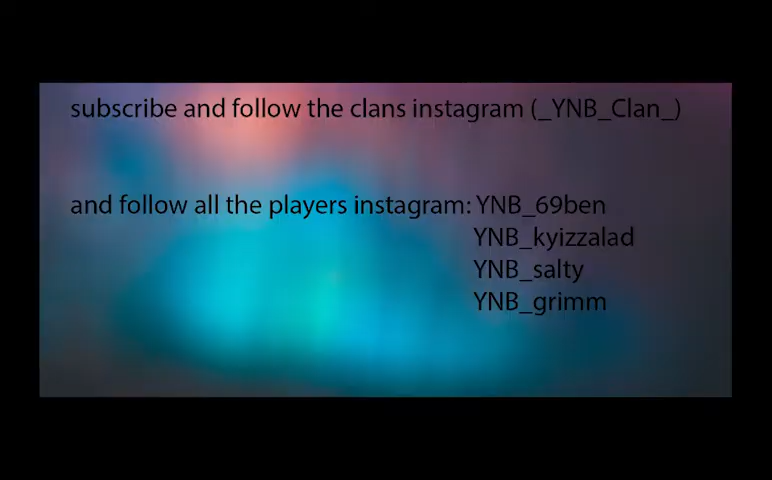 subscribe and follow the clans instagram (_YNB_Clan_)
and follow all the players instagram: YNB_69ben
YNB_kyizzalad
YNB_salty
YNB_grimm